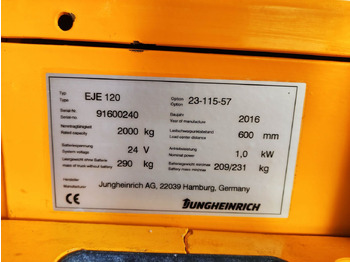 Typ EJE 120 Option 23-115-57
Type Option
Serial-Nr. 91600240 Baujahr 2016
Serial no Year of manufacture
Nenntragfähigkeit 2000 kg Lastschwerpunktabstand 600 mm
Rated capacity Load center distance
Batteriespannung 24 V Antriebsleistung 1,0 kW
System voltage Nominal power
Leergewicht ohne Batterie 290 kg Batteriegewicht min/max 209/231 kg
mass of truck without battery Battery mass min/max
Hersteller Jungheinrich AG, 22039 Hamburg, Germany
CE JUNGHEINRICH